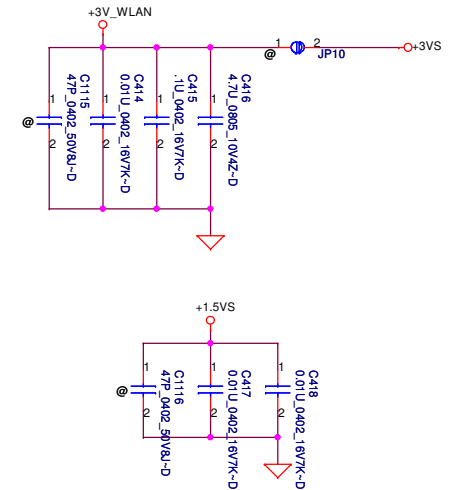 +3V_WLAN
1 2
@ JP10 +3VS
1 1 1 1
C1115
47P_0402_50V8J~D
C414
0.01U_0402_16V7K~D
C415
.1U_0402_16V7K~D
C416
4.7U_0805_10V4Z~D
@
2 2 2 2
+1.5VS
1 1 1
C1116
47P_0402_50V8J~D
C417
0.01U_0402_16V7K~D
C418
0.01U_0402_16V7K~D
@
2 2 2